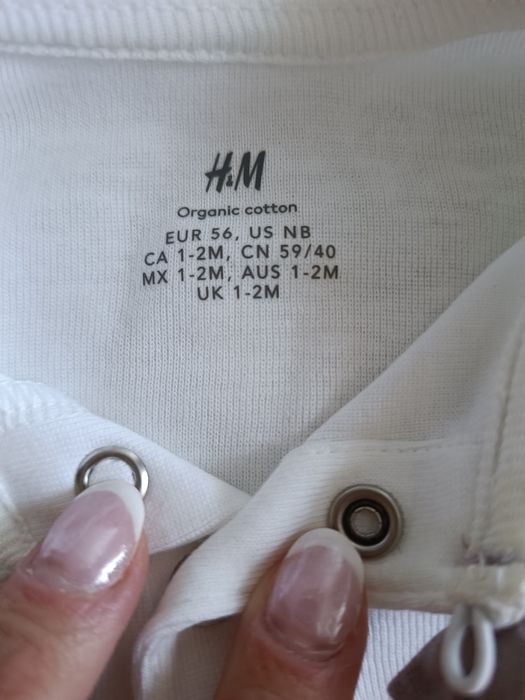 H&M
Organic cotton
EUR 56, US NB
CA 1-2M, CN 59/40
MX 1-2M, AUS 1-2M
UK 1-2M